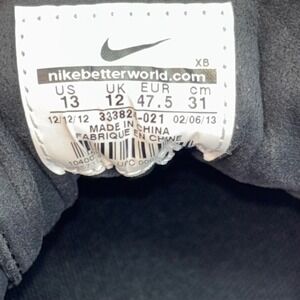 XB
nikebetterworld.com
US UK EUR cm
13 12 47.5 31
12/12/12 02/06/13
MADE IN CHINA
FABRIQUE EN CHINE